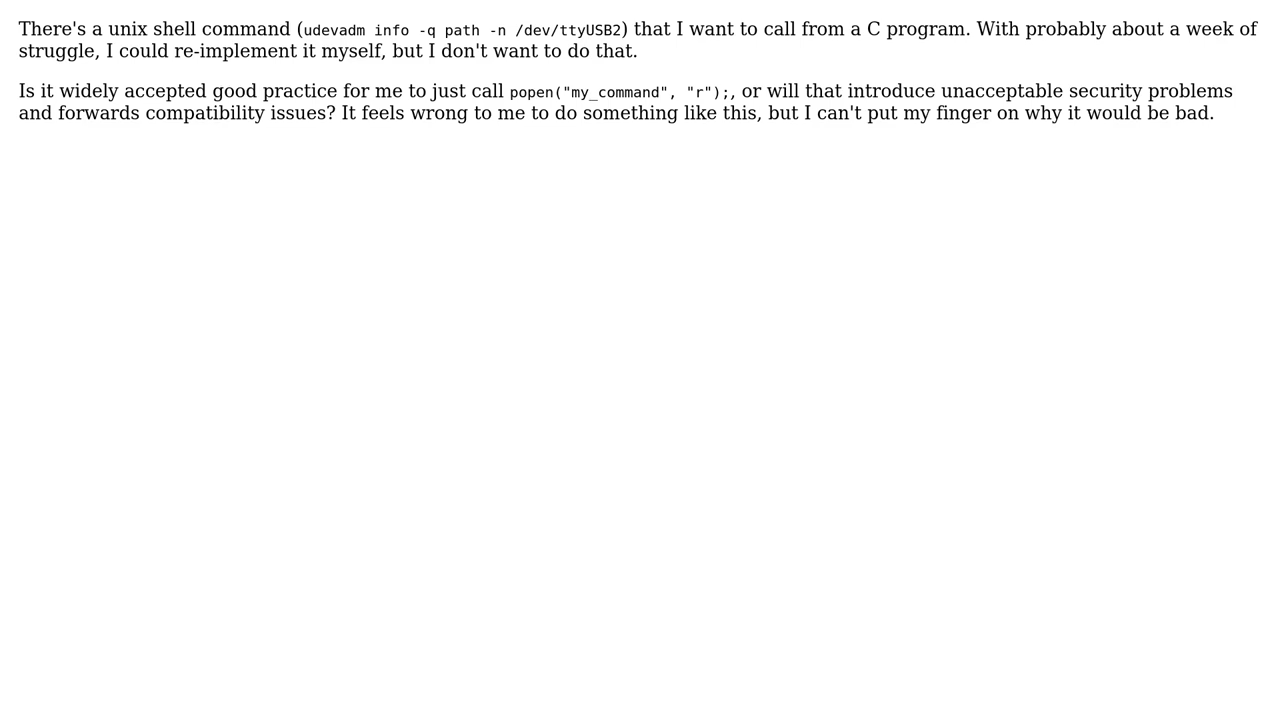 There's a unix shell command (udevadm info -q path -n /dev/ttyUSB2) that I want to call from a C program. With probably about a week of
struggle, I could re-implement it myself, but I don't want to do that.
Is it widely accepted good practice for me to just call popen("my_command", "r");, or will that introduce unacceptable security problems
and forwards compatibility issues? It feels wrong to me to do something like this, but I can't put my finger on why it would be bad.